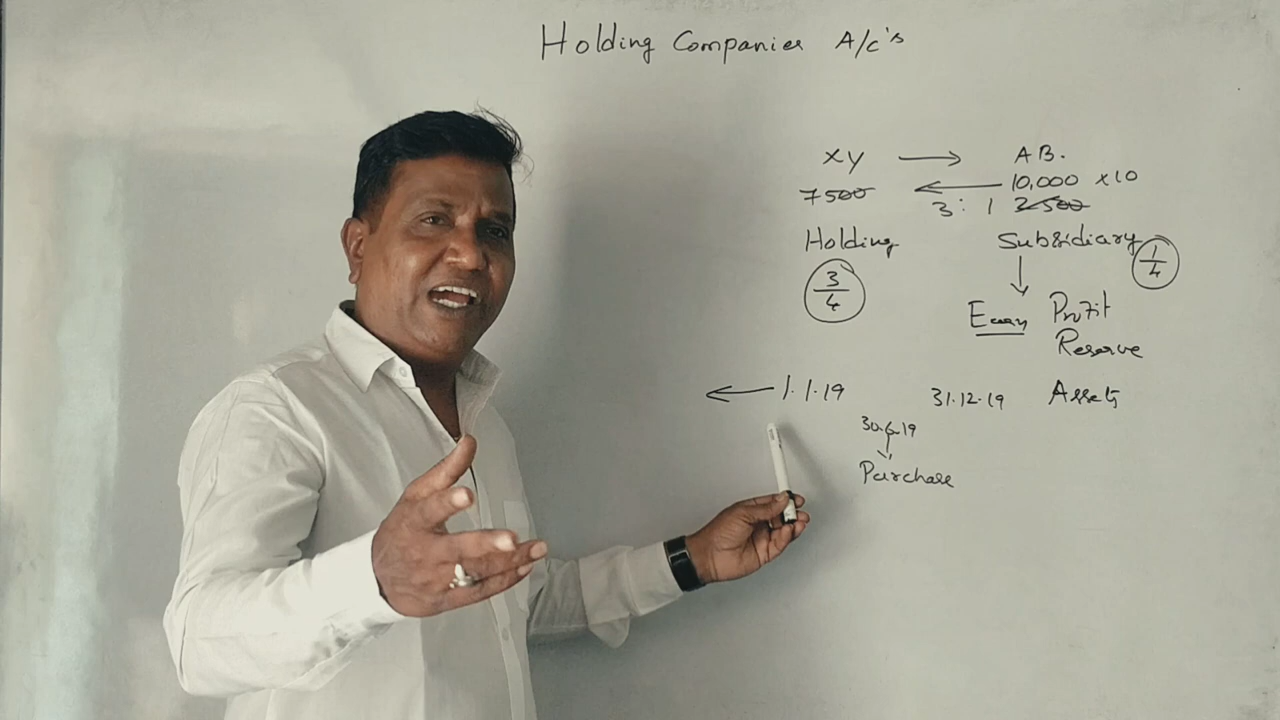 Holding Companies A/c's
XY → AB.
7500 ← 10,000 x10
3 : 1 2500
Holding Subsidiary
3/4 1/4
Profit
Reserve
← 1.1.19 31.12.19 Assets
30.6.19
Purchase